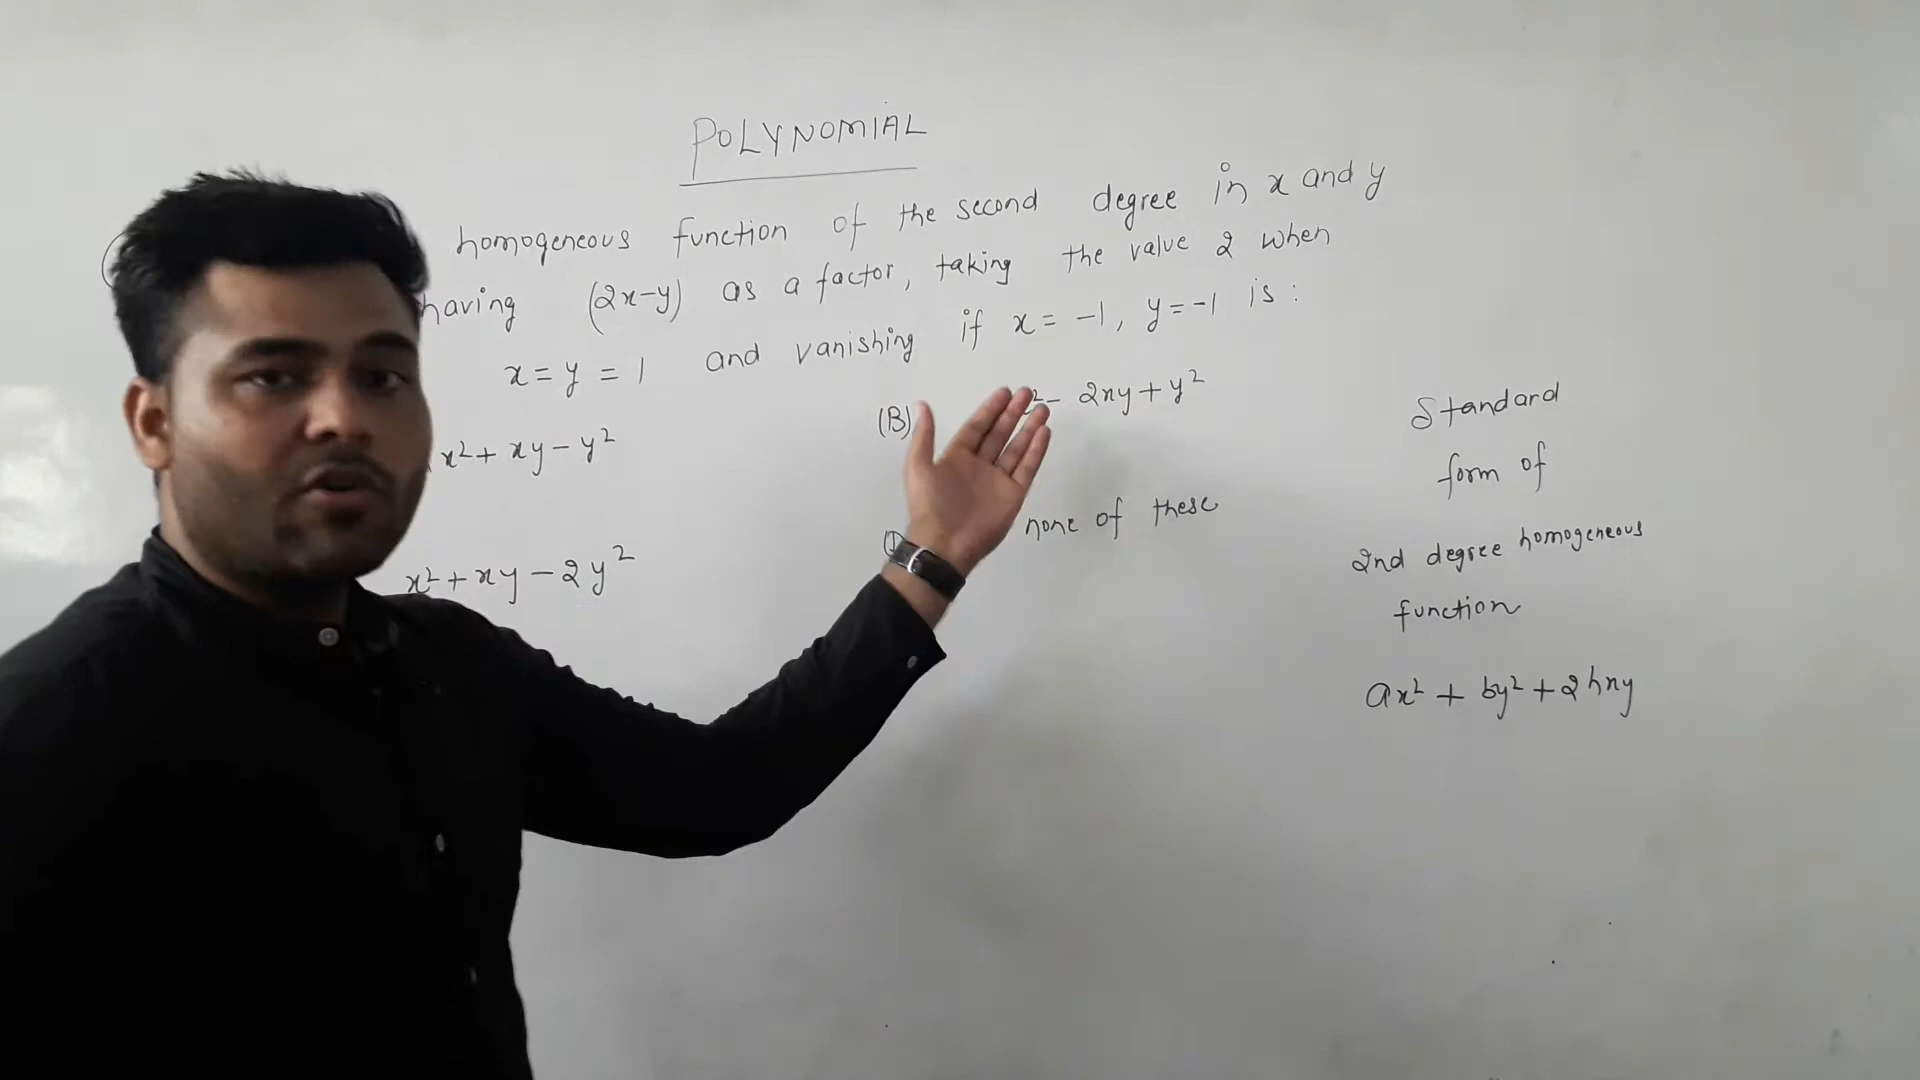 POLYNOMIAL
homogeneous function of the second degree in x and y
having (2x-y) as a factor, taking the value 2 when
x = y = 1 and vanishing if x = -1, y = -1 is :
x² + xy - y²
(B) ² - 2xy + y²
x² + xy - 2y²
none of these
Standard
form of
2nd degree homogeneous
function
ax² + by² + 2hxy